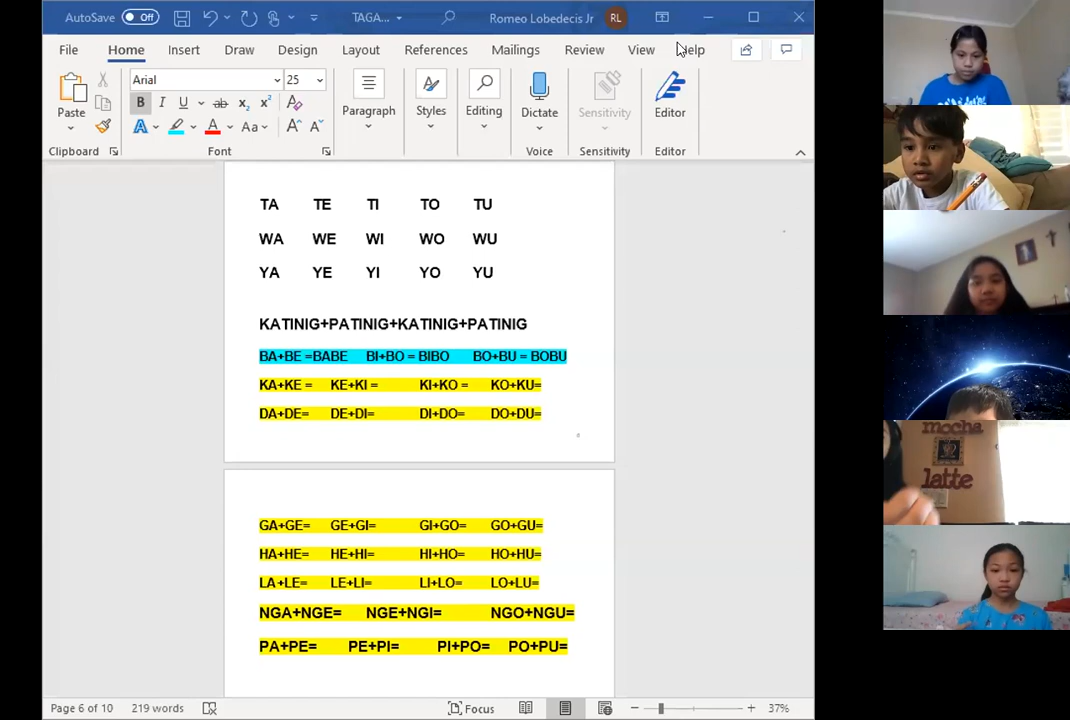 AutoSave Off TAGA... Romeo Lobedecis Jr RL
File Home Insert Draw Design Layout References Mailings Review View Help
Arial 25
Paste B I U ab x₂ x² A Aa A A Paragraph Styles Editing Dictate Sensitivity Editor
Clipboard Font Voice Sensitivity Editor
TA TE TI TO TU
WA WE WI WO WU
YA YE YI YO YU
KATINIG+PATINIG+KATINIG+PATINIG
BA+BE =BABE BI+BO = BIBO BO+BU = BOBU
KA+KE = KE+KI = KI+KO = KO+KU=
DA+DE= DE+DI= DI+DO= DO+DU=
GA+GE= GE+GI= GI+GO= GO+GU=
HA+HE= HE+HI= HI+HO= HO+HU=
LA+LE= LE+LI= LI+LO= LO+LU=
NGA+NGE= NGE+NGI= NGO+NGU=
PA+PE= PE+PI= PI+PO= PO+PU=
Page 6 of 10 219 words Focus 37%
mocha
latte